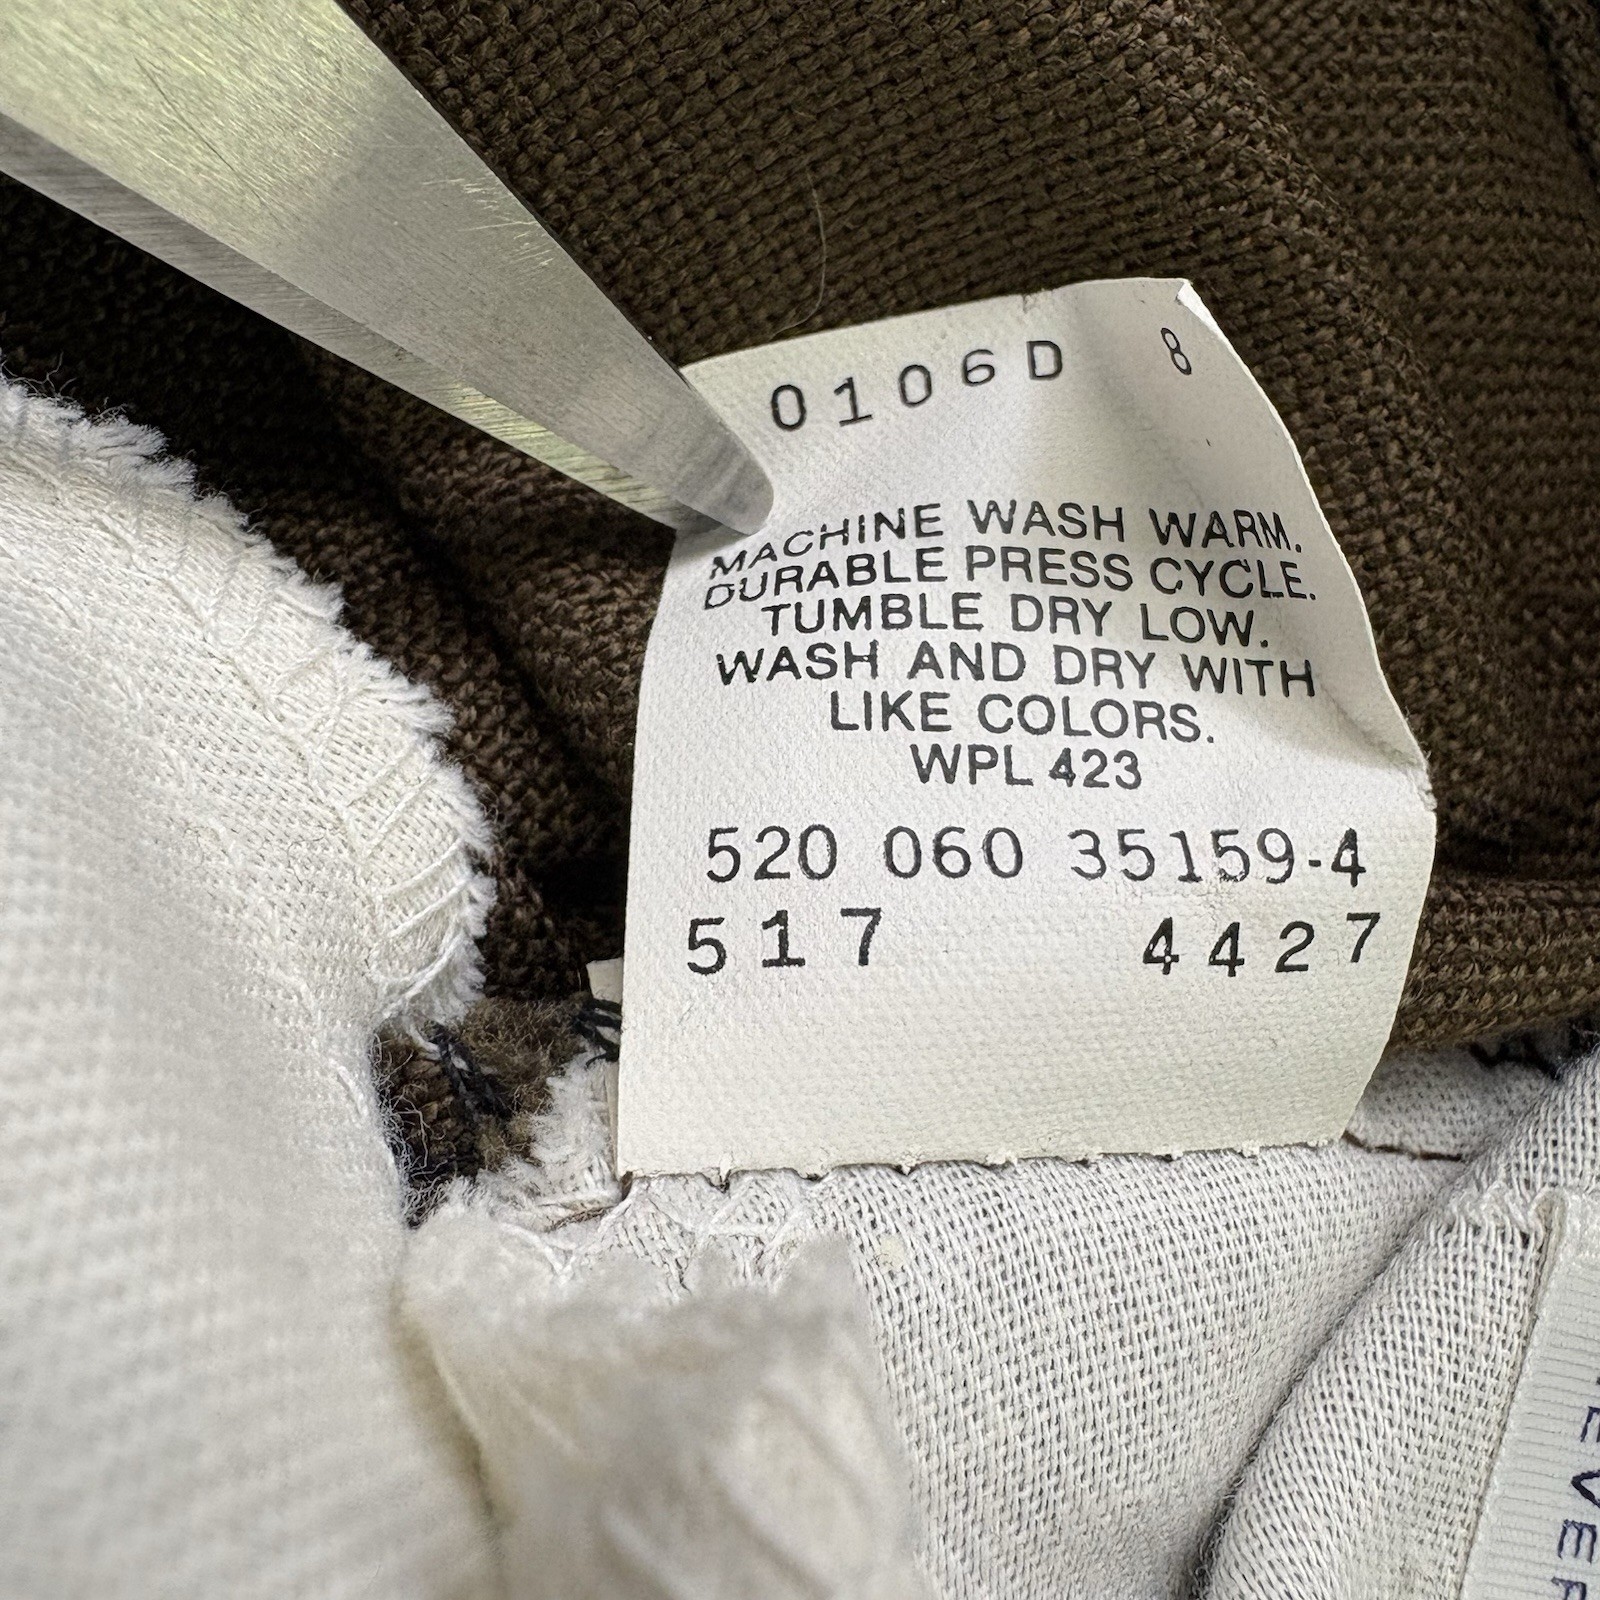 0106D 8
MACHINE WASH WARM.
DURABLE PRESS CYCLE.
TUMBLE DRY LOW.
WASH AND DRY WITH
LIKE COLORS.
WPL 423
520 060 35159-4
517 4427